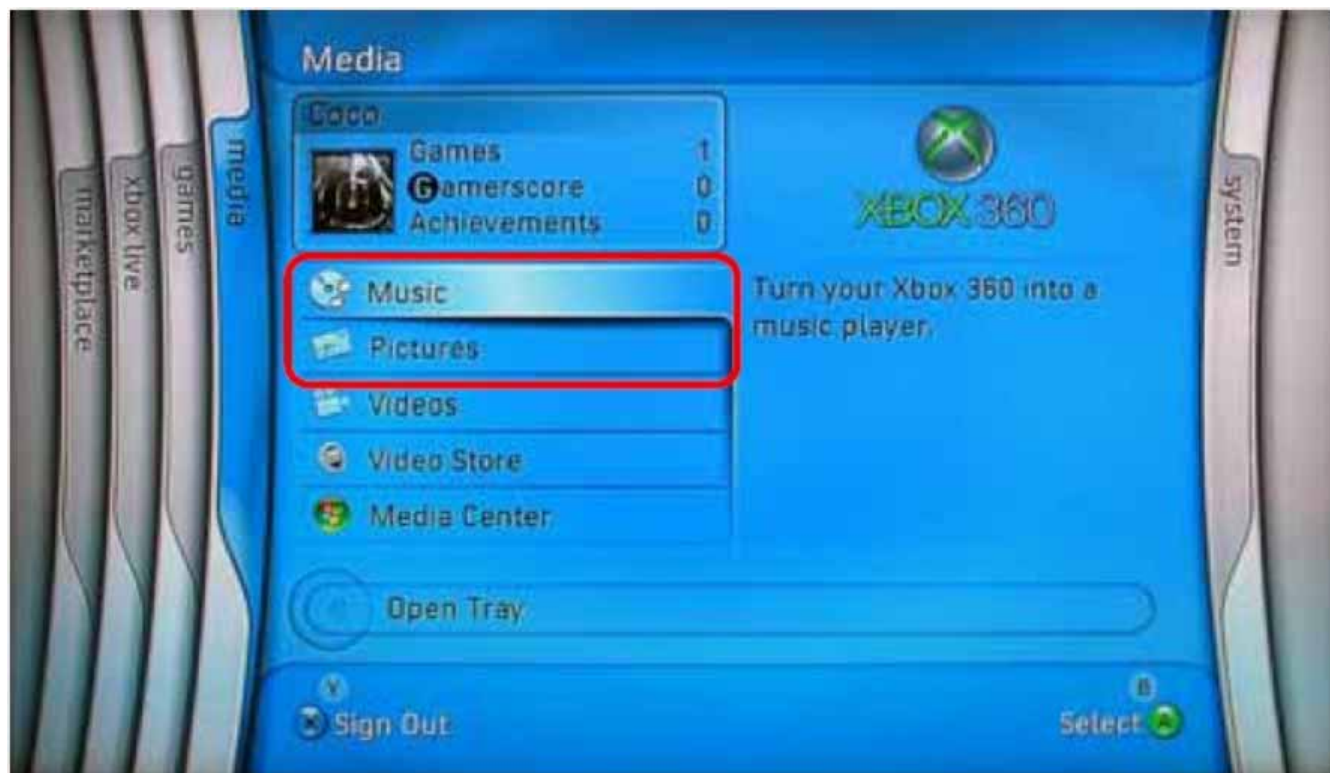 marketplace
xbox live
games
media
Media
Coco
Games 1
Gamerscore 0
Achievements 0
Music
Pictures
Videos
Video Store
Media Center
XBOX 360
Turn your Xbox 360 into a
music player.
system
Open Tray
Y
X Sign Out
B
Select A